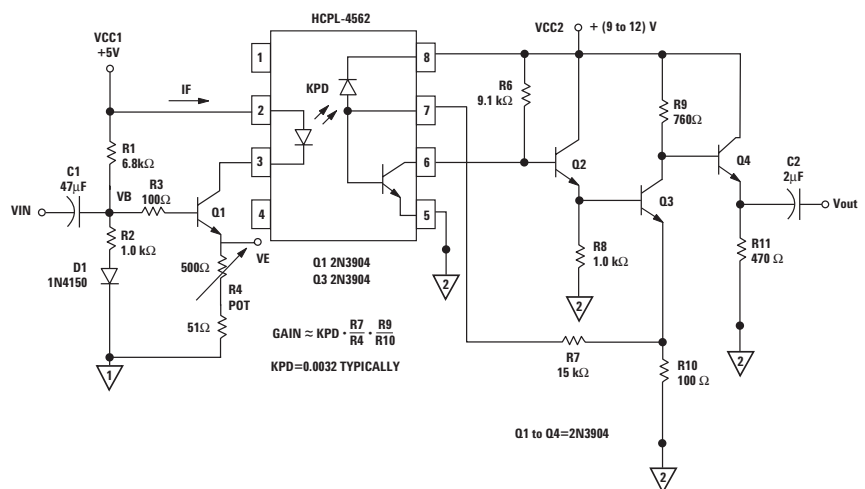 HCPL-4562
VCC1
+5V
VCC2
+ (9 to 12) V
1
8
IF
KPD
R6
9.1 kΩ
R9
760Ω
2
7
R1
6.8kΩ
C1
47µF
VB
R3
100Ω
3
6
Q2
Q4
C2
2µF
VIN
Q1
Q3
Vout
4
5
R2
1.0 kΩ
VE
R8
1.0 kΩ
R11
470 Ω
D1
1N4150
500Ω
R4
POT
Q1 2N3904
Q3 2N3904
2
2
51Ω
GAIN ≈ KPD · R7/R4 · R9/R10
R7
15 kΩ
R10
100 Ω
2
1
KPD=0.0032 TYPICALLY
Q1 to Q4=2N3904
2